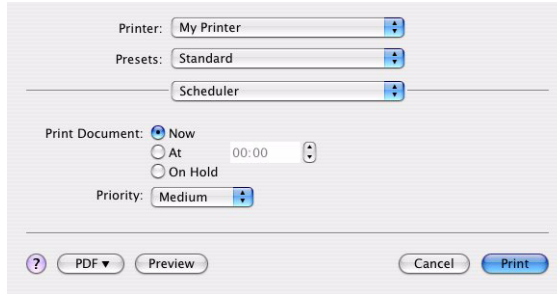 Printer: My Printer
Presets: Standard
Scheduler
Print Document: Now
At 00:00
On Hold
Priority: Medium
? PDF ▼ Preview Cancel Print